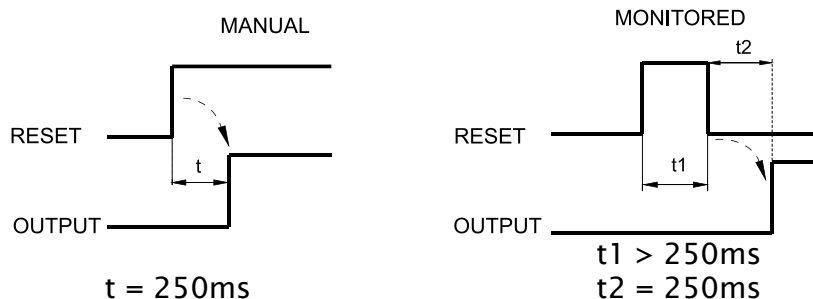 MANUAL
RESET
t
OUTPUT
t = 250ms
MONITORED
t2
RESET
t1
OUTPUT
t1 > 250ms
t2 = 250ms